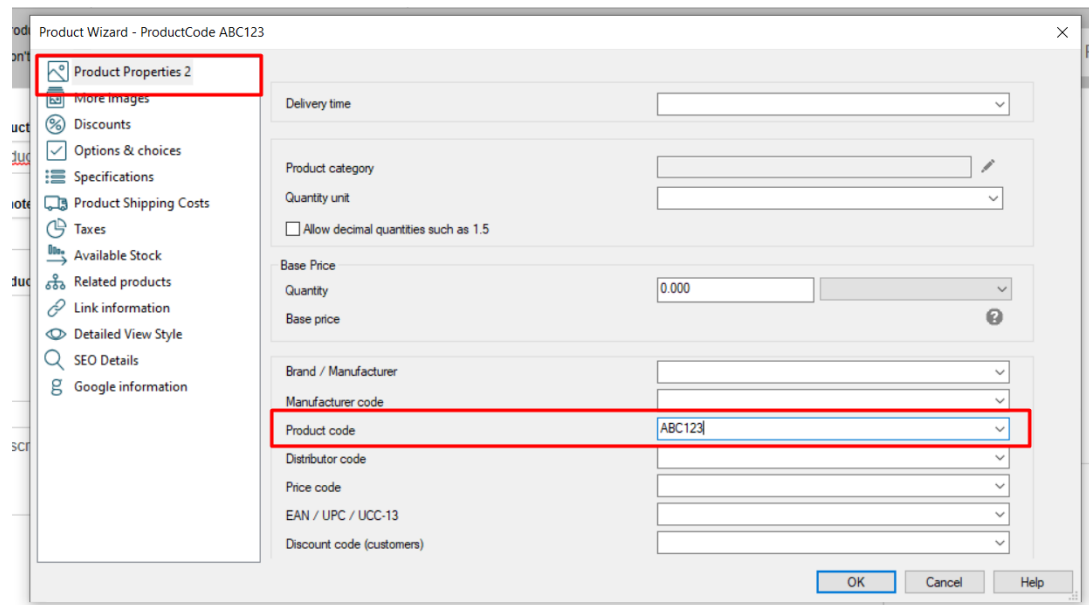 Product Wizard - ProductCode ABC123
Product Properties 2
More Images
Discounts
Options & choices
Specifications
Product Shipping Costs
Taxes
Available Stock
Related products
Link information
Detailed View Style
SEO Details
Google information
Delivery time
Product category
Quantity unit
Allow decimal quantities such as 1.5
Base Price
Quantity 0.000
Base price
Brand / Manufacturer
Manufacturer code
Product code ABC123
Distributor code
Price code
EAN / UPC / UCC-13
Discount code (customers)
OK Cancel Help